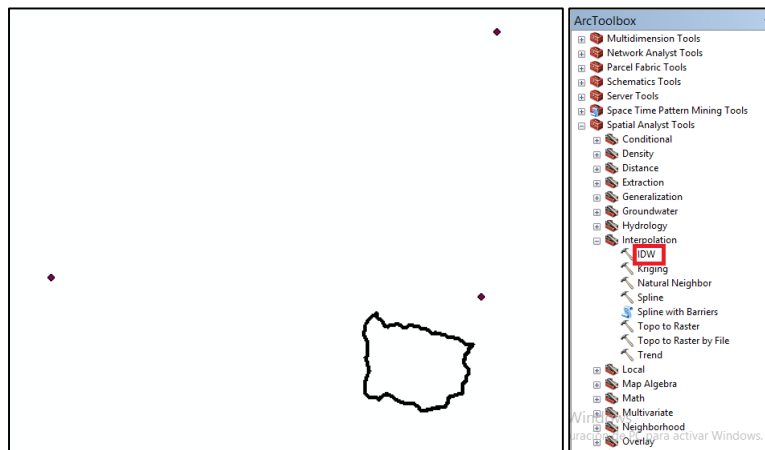 ArcToolbox
Multidimension Tools
Network Analyst Tools
Parcel Fabric Tools
Schematics Tools
Server Tools
Space Time Pattern Mining Tools
Spatial Analyst Tools
Conditional
Density
Distance
Extraction
Generalization
Groundwater
Hydrology
Interpolation
IDW
Kriging
Natural Neighbor
Spline
Spline with Barriers
Topo to Raster
Topo to Raster by File
Trend
Local
Map Algebra
Math
Multivariate
Neighborhood
Overlay
para activar Windows.